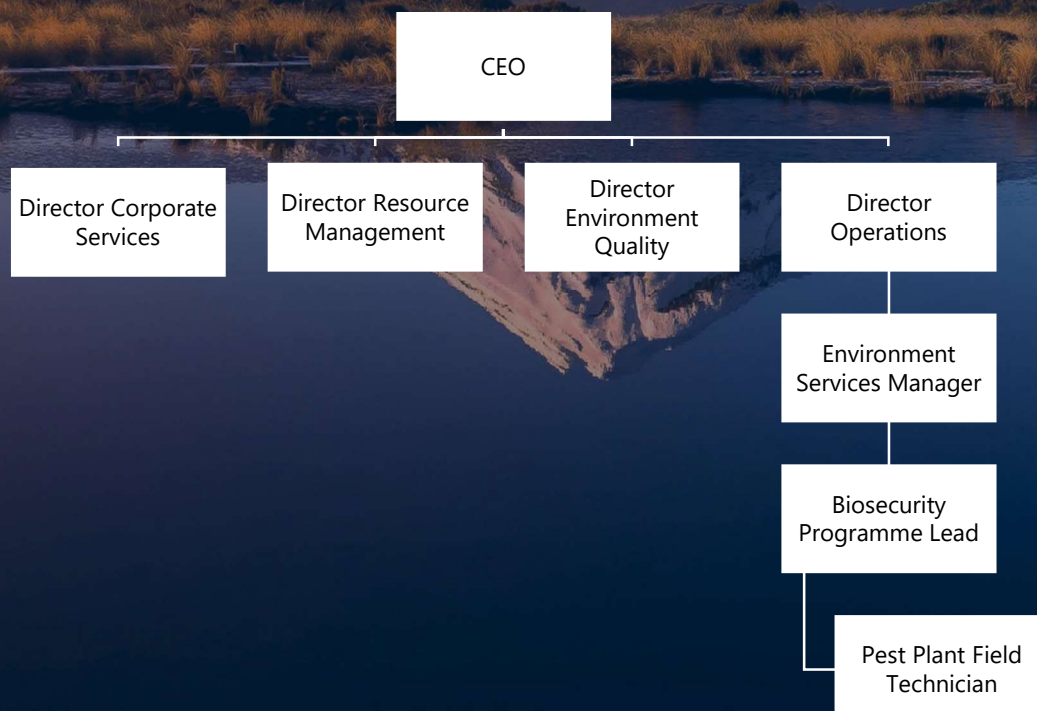 CEO
Director Corporate
Services
Director Resource
Management
Director
Environment
Quality
Director
Operations
Environment
Services Manager
Biosecurity
Programme Lead
Pest Plant Field
Technician